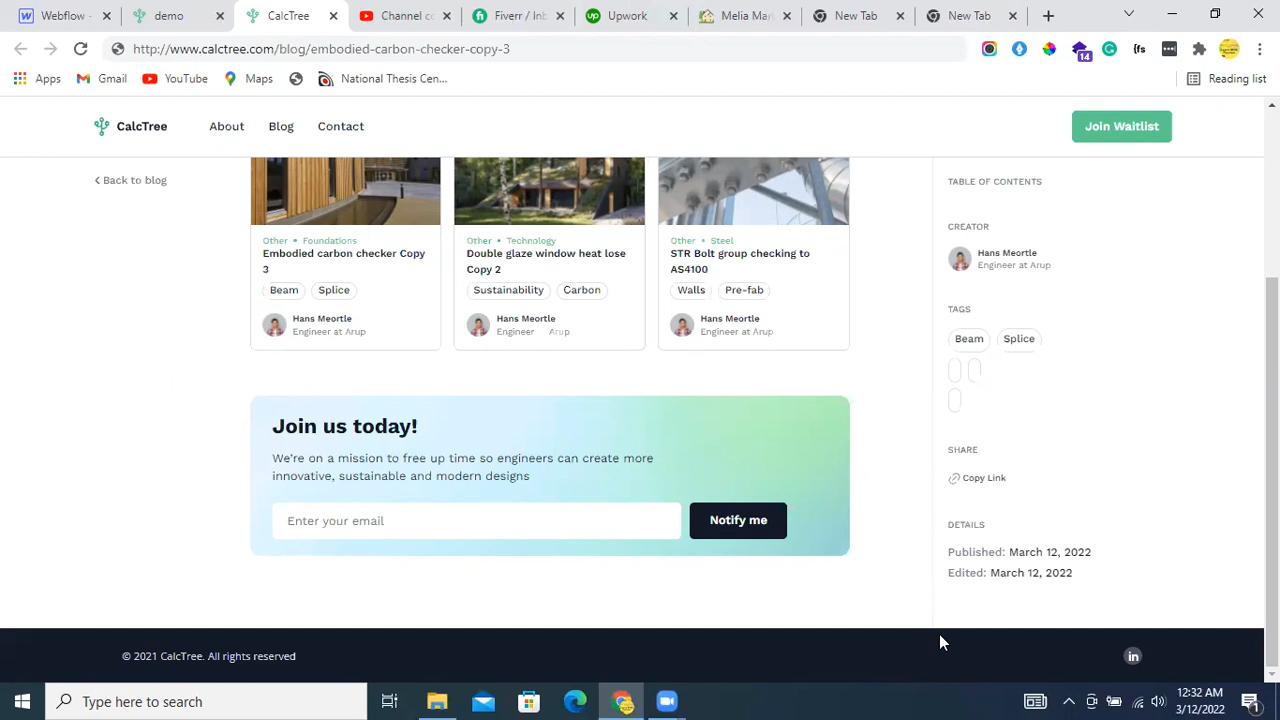 Webflow
demo
CalcTree
Channel co
Fiverr / Inb
Upwork
Melia Mar
New Tab
New Tab
http://www.calctree.com/blog/embodied-carbon-checker-copy-3
14
{fs
Apps
Gmail
YouTube
Maps
National Thesis Cen...
Reading list
CalcTree
About
Blog
Contact
Join Waitlist
Back to blog
Other • Foundations
Embodied carbon checker Copy
3
Beam
Splice
Hans Meortle
Engineer at Arup
Other • Technology
Double glaze window heat lose
Copy 2
Sustainability
Carbon
Hans Meortle
Engineer Arup
Other • Steel
STR Bolt group checking to
AS4100
Walls
Pre-fab
Hans Meortle
Engineer at Arup
Join us today!
We're on a mission to free up time so engineers can create more
innovative, sustainable and modern designs
Enter your email
Notify me
TABLE OF CONTENTS
CREATOR
Hans Meortle
Engineer at Arup
TAGS
Beam
Splice
SHARE
Copy Link
DETAILS
Published: March 12, 2022
Edited: March 12, 2022
© 2021 CalcTree. All rights reserved
in
Type here to search
12:32 AM
3/12/2022
1